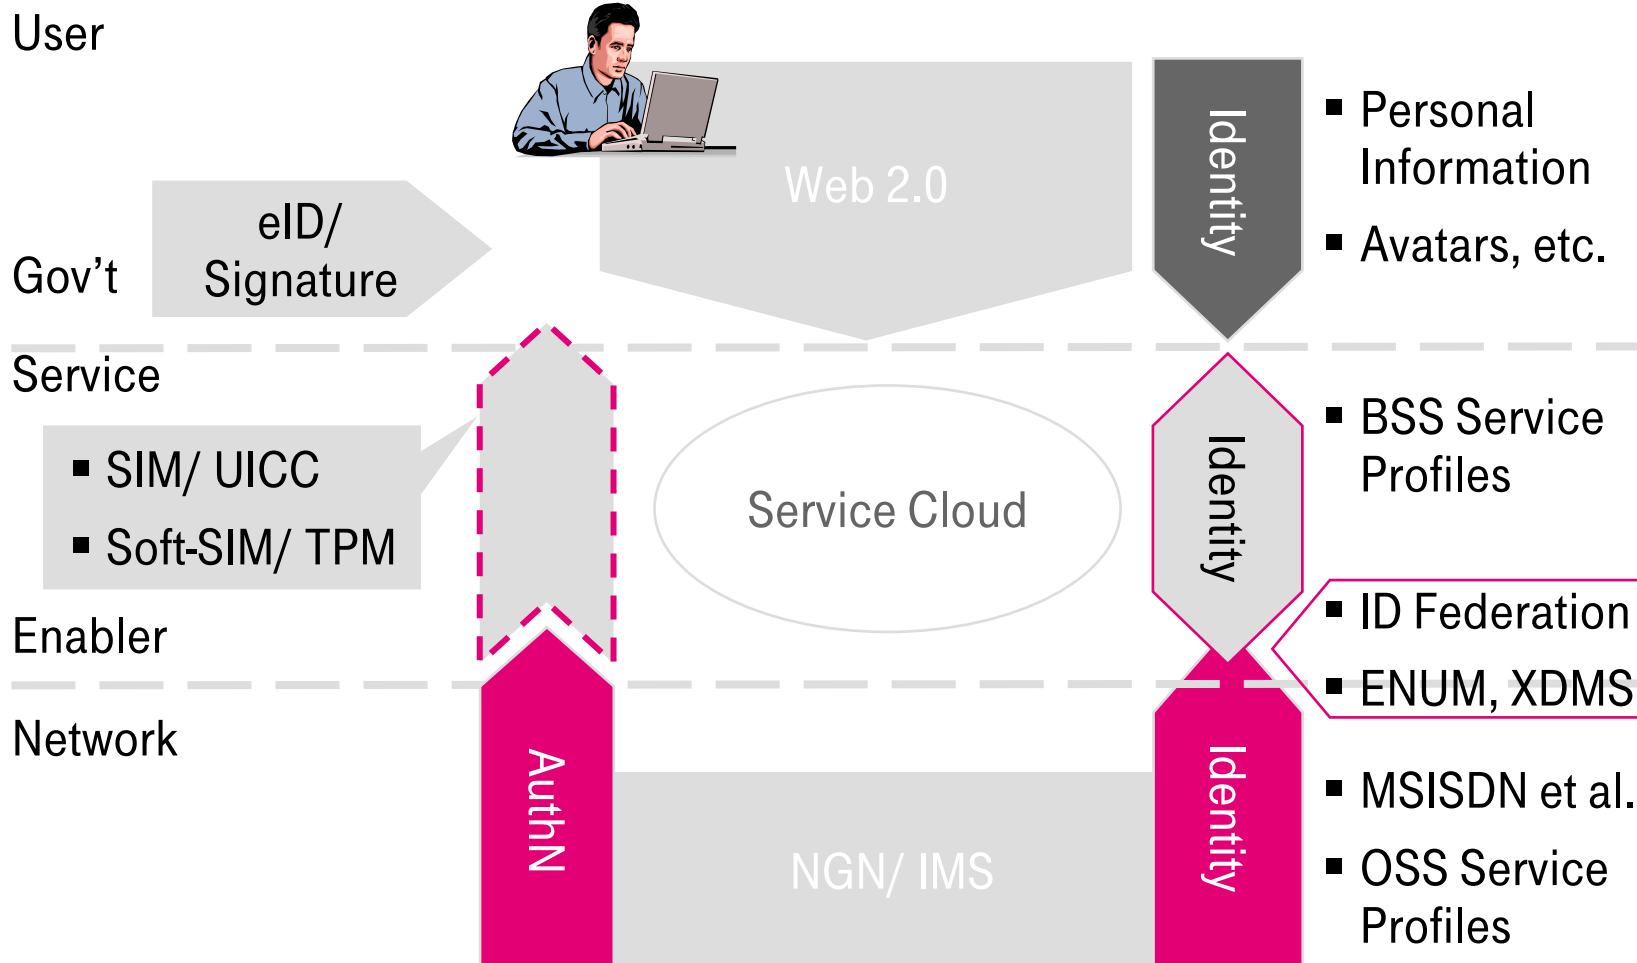 User
Web 2.0
Identity
▪ Personal
Information
▪ Avatars, etc.
eID/
Signature
Gov't
Service
▪ SIM/ UICC
▪ Soft-SIM/ TPM
Service Cloud
Identity
▪ BSS Service
Profiles
Enabler
▪ ID Federation
▪ ENUM, XDMS
Network
AuthN
NGN/ IMS
Identity
▪ MSISDN et al.
▪ OSS Service
Profiles